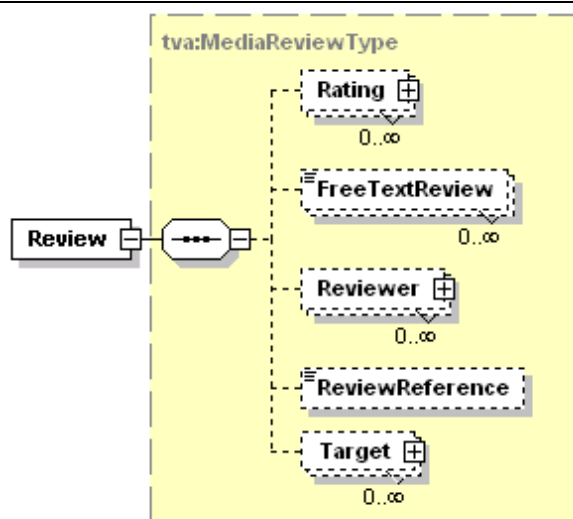 tva:MediaReviewType
Rating
0..∞
FreeTextReview
0..∞
Review
Reviewer
0..∞
ReviewReference
Target
0..∞